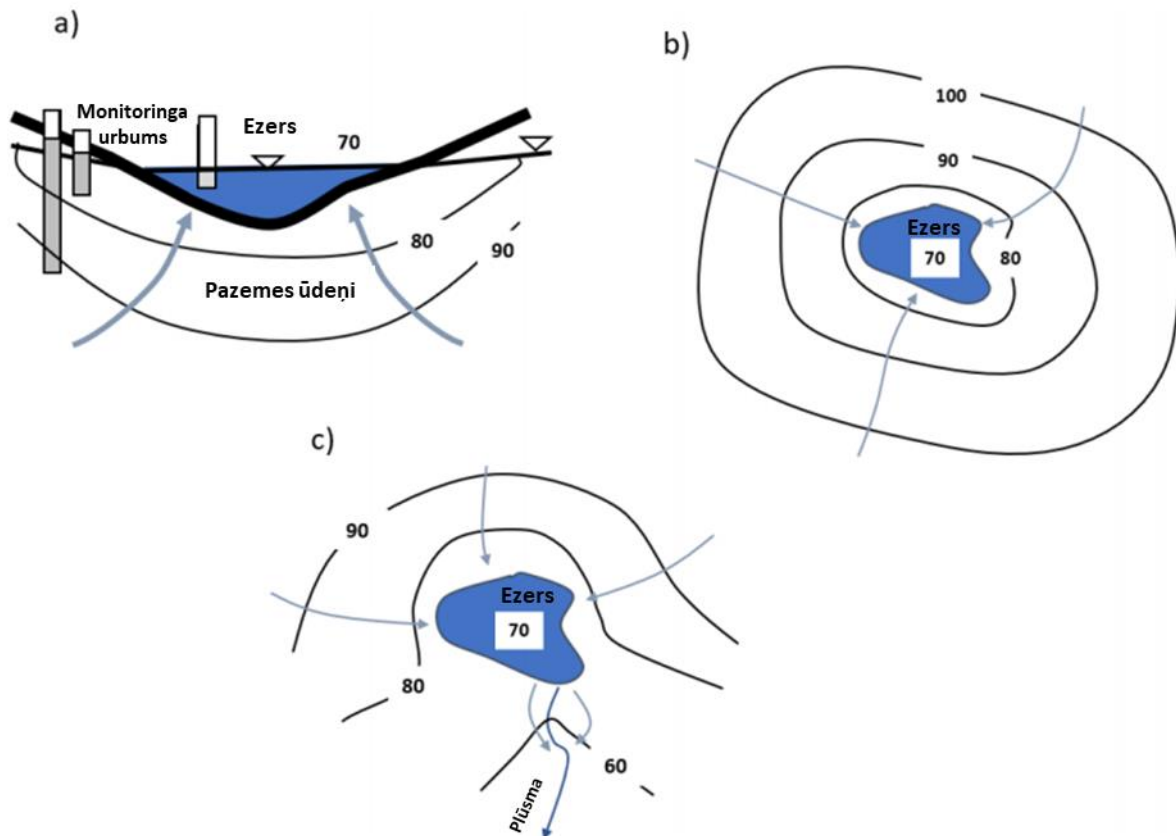 a)
Monitoringa
urbums
Ezers
70
80
90
Pazemes ūdeņi
b)
100
90
Ezers
70
80
c)
90
Ezers
70
80
60
Plūsma